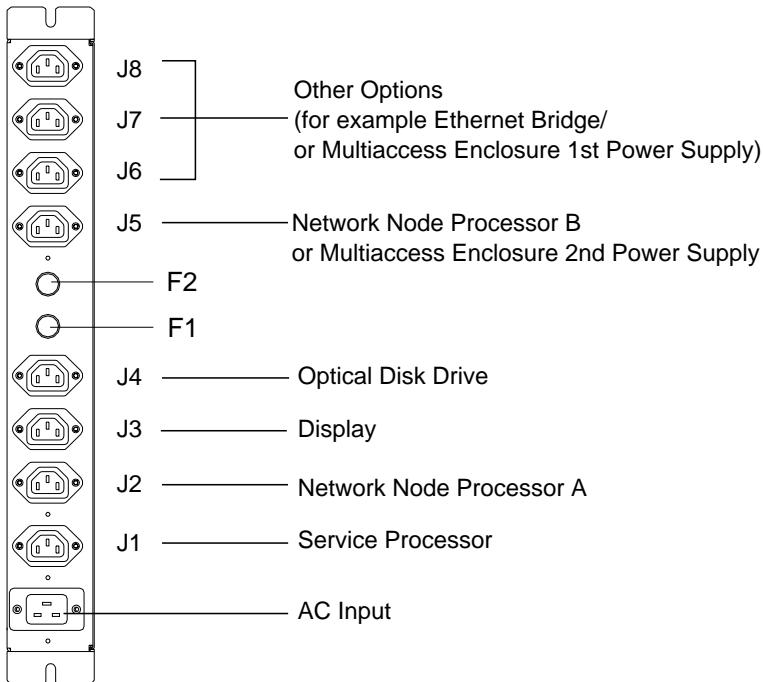 J8
J7
J6
Other Options
(for example Ethernet Bridge/
or Multiaccess Enclosure 1st Power Supply)
J5
Network Node Processor B
or Multiaccess Enclosure 2nd Power Supply
F2
F1
J4
Optical Disk Drive
J3
Display
J2
Network Node Processor A
J1
Service Processor
AC Input